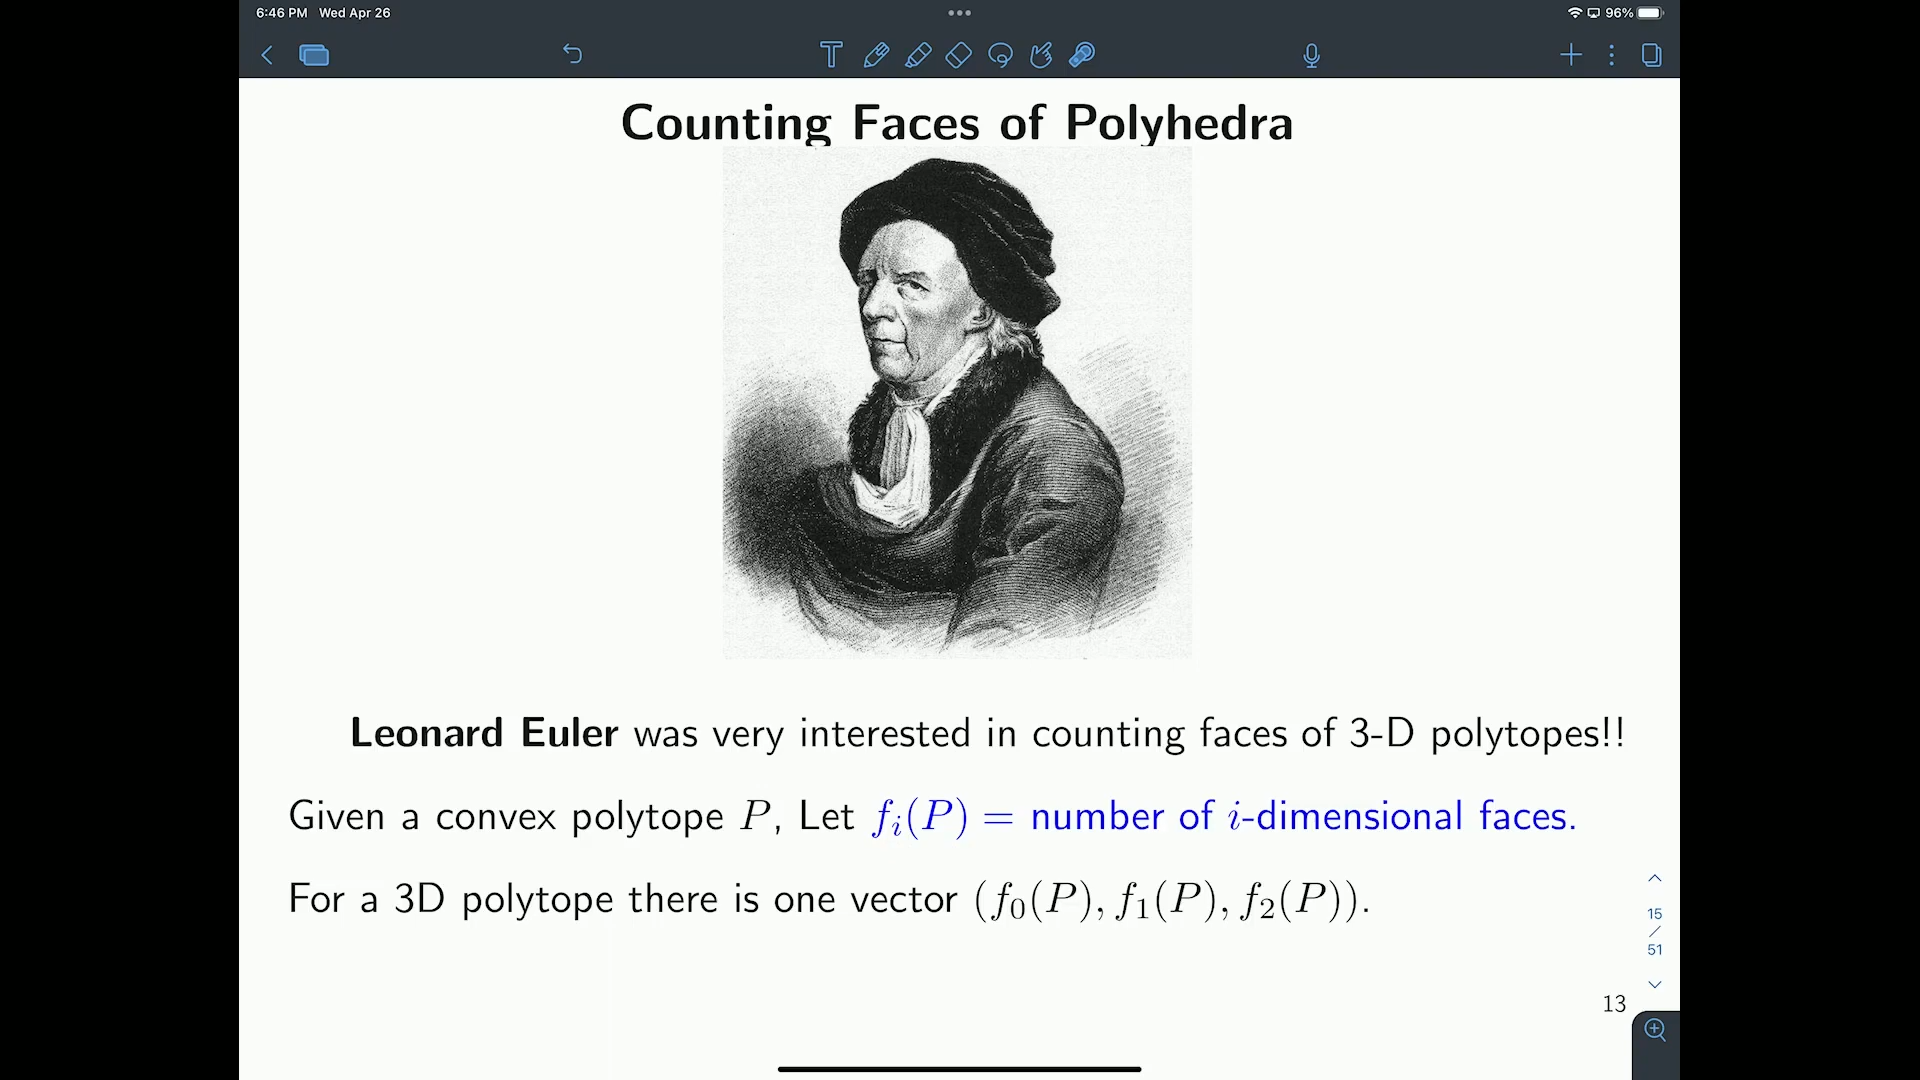 6:46 PM Wed Apr 26
96%
Counting Faces of Polyhedra
Leonard Euler was very interested in counting faces of 3-D polytopes!!
Given a convex polytope P, Let f_i(P) = number of i-dimensional faces.
For a 3D polytope there is one vector (f_0(P), f_1(P), f_2(P)).
15
/
51
13